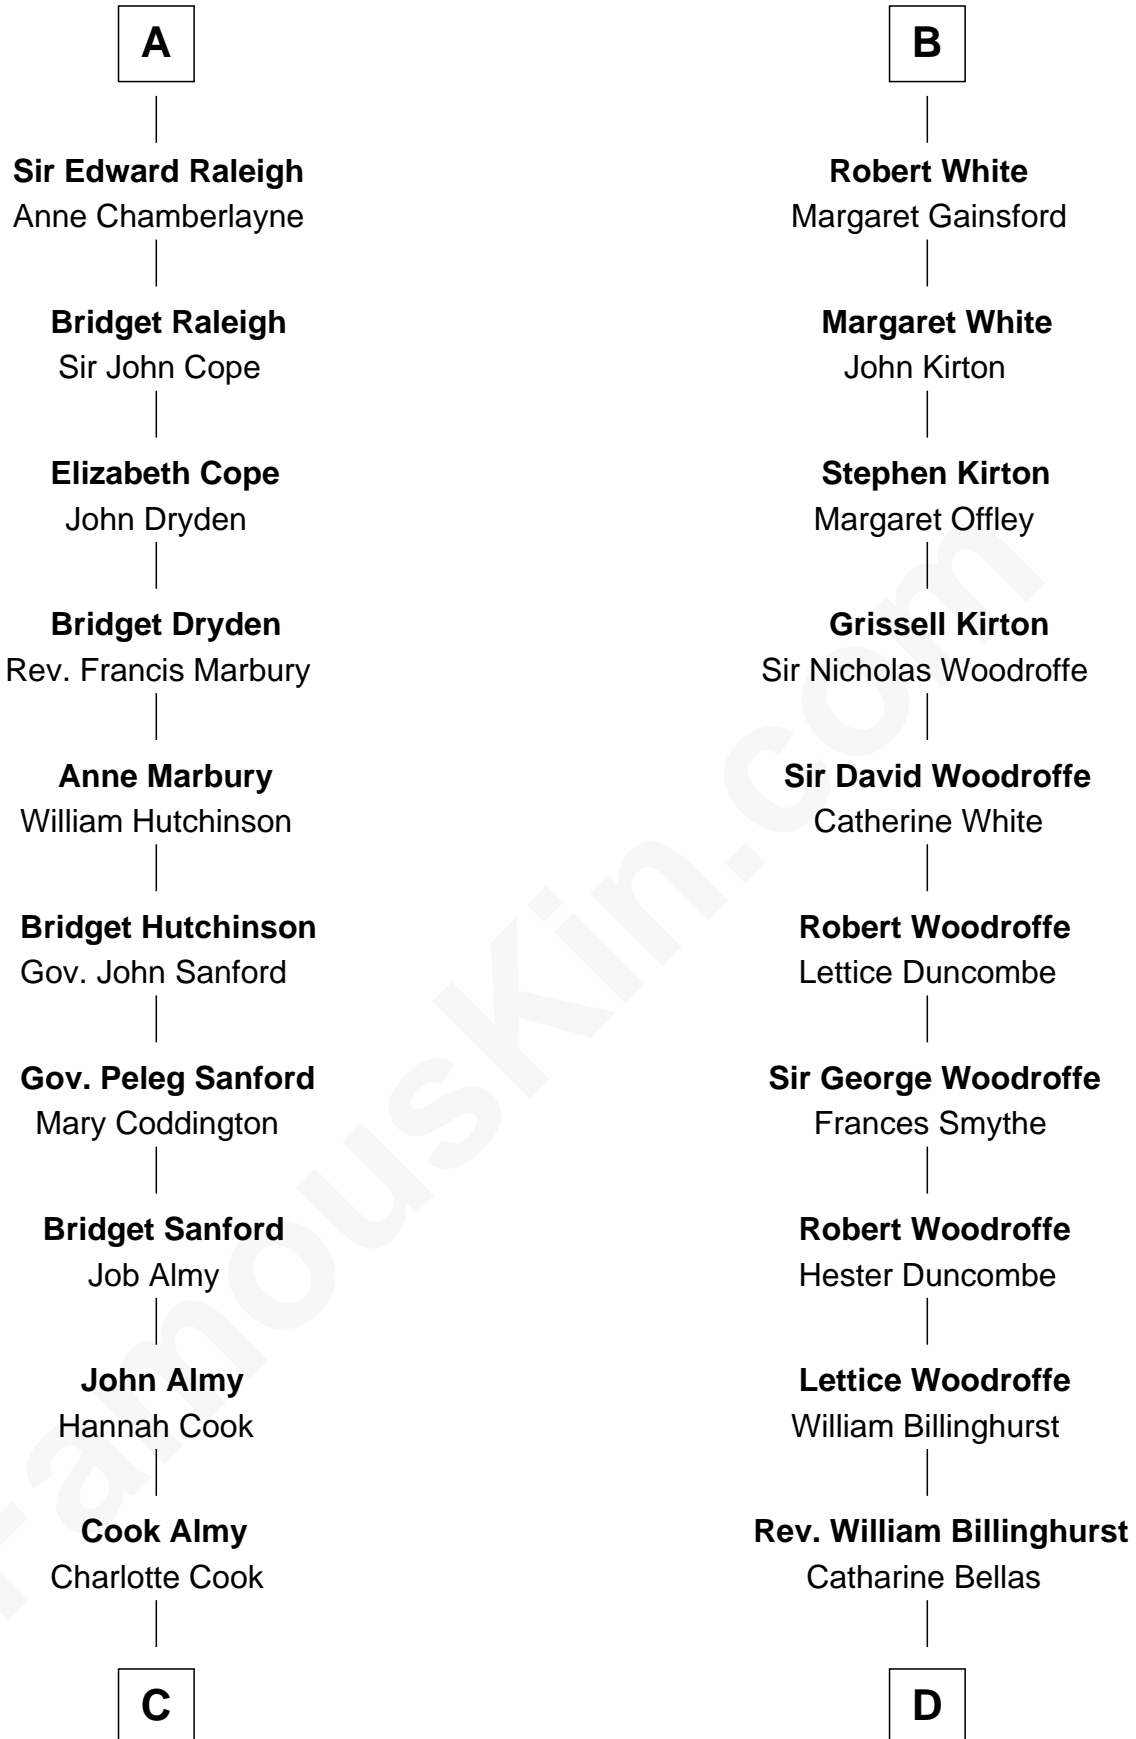 A
Sir Edward Raleigh
Anne Chamberlayne
Bridget Raleigh
Sir John Cope
Elizabeth Cope
John Dryden
Bridget Dryden
Rev. Francis Marbury
Anne Marbury
William Hutchinson
Bridget Hutchinson
Gov. John Sanford
Gov. Peleg Sanford
Mary Coddington
Bridget Sanford
Job Almy
John Almy
Hannah Cook
Cook Almy
Charlotte Cook
C
B
Robert White
Margaret Gainsford
Margaret White
John Kirton
Stephen Kirton
Margaret Offley
Grissell Kirton
Sir Nicholas Woodroffe
Sir David Woodroffe
Catherine White
Robert Woodroffe
Lettice Duncombe
Sir George Woodroffe
Frances Smythe
Robert Woodroffe
Hester Duncombe
Lettice Woodroffe
William Billinghurst
Rev. William Billinghurst
Catharine Bellas
D
FamousKin.com